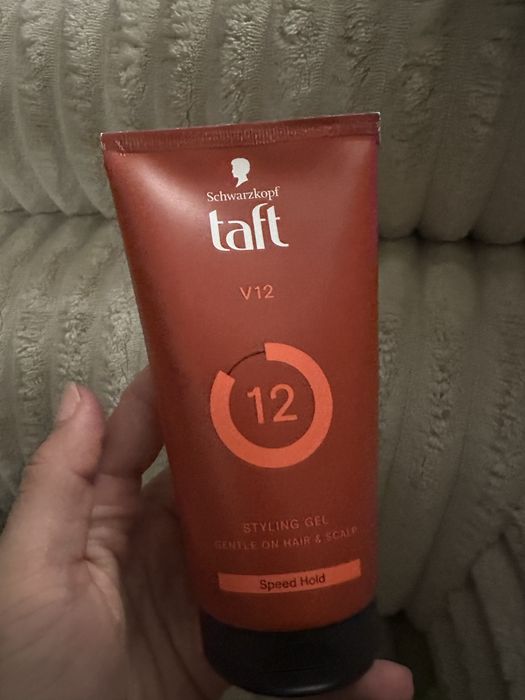 Schwarzkopf
taft
V12
12
STYLING GEL
GENTLE ON HAIR & SCALP
Speed Hold